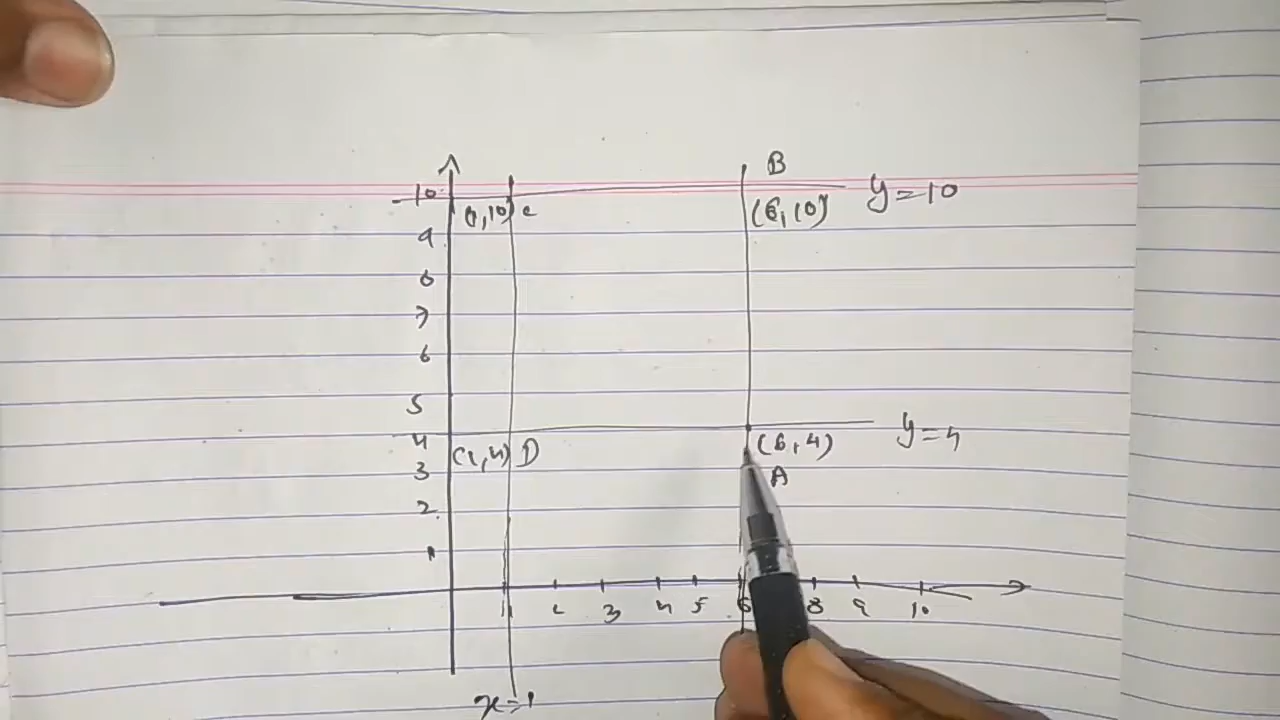 B
10 (1,10) c (6,10) y=10
9
8
7
6
5
4 y=4
(1,4) D (6,4)
3 A
2
1
1 2 3 4 5 6 8 9 10
x=1